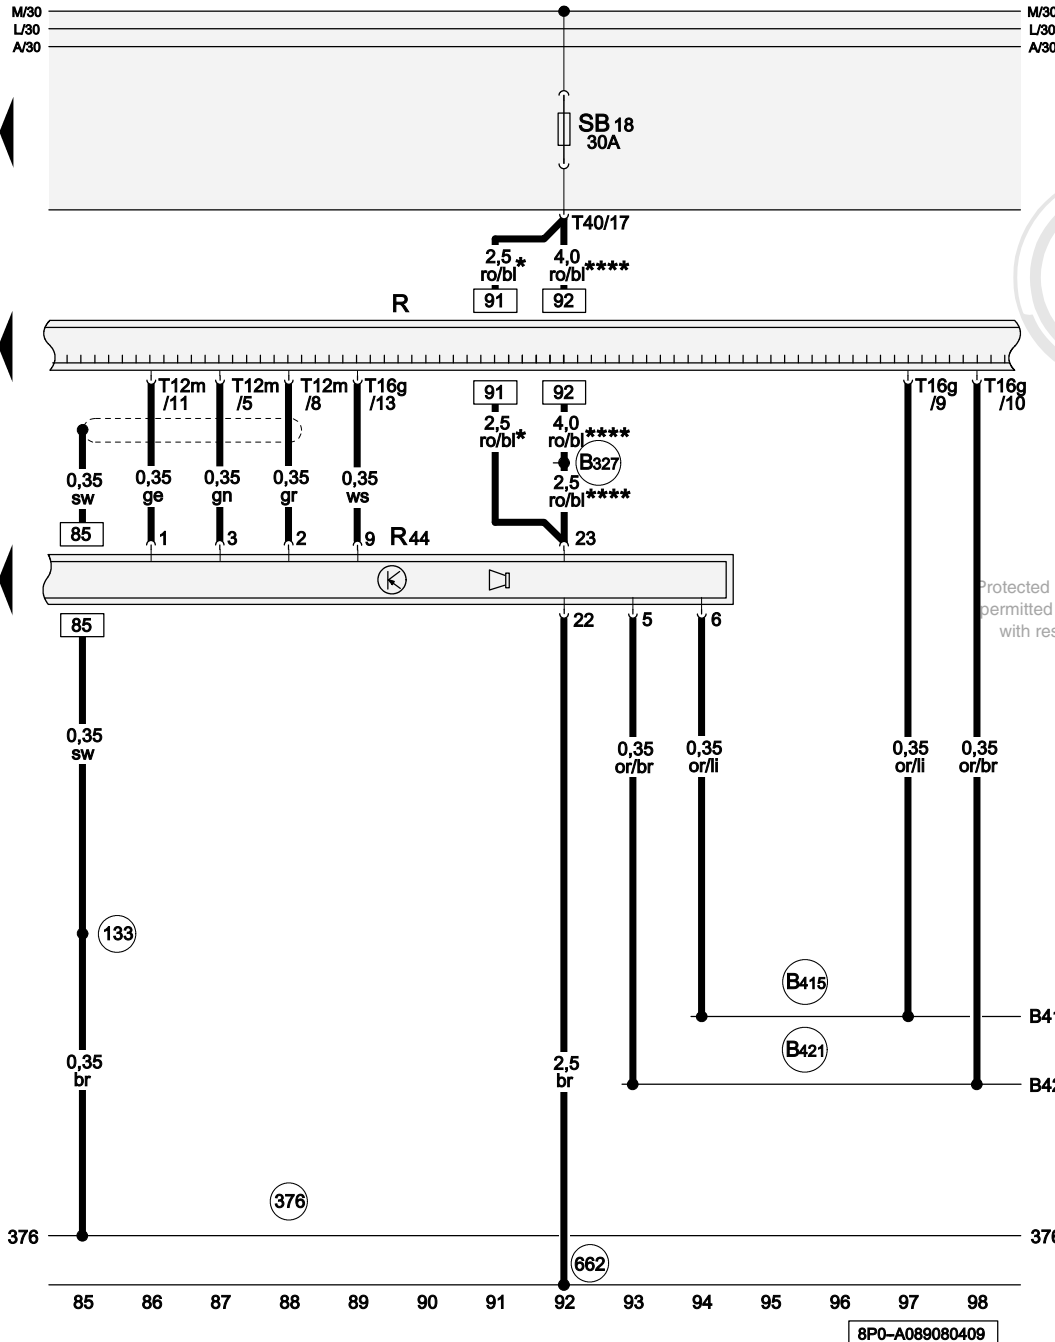 M/30
M/30
L/30
L/30
A/30
A/30
SB 18
30A
T40/17
2,5
ro/bl*
4,0
ro/bl****
91
92
R
T12m
/11
T12m
/5
T12m
/8
T16g
/13
91
92
T16g
/9
T16g
/10
2,5
ro/bl*
4,0
ro/bl****
B327
0,35
sw
0,35
ge
0,35
gn
0,35
gr
0,35
ws
2,5
ro/bl****
85
1
3
2
9
R44
23
Protected
permitted
with res
85
22
5
6
0,35
sw
0,35
or/br
0,35
or/li
0,35
or/li
0,35
or/br
133
B415
B41
B421
B42
0,35
br
2,5
br
376
376
376
662
85 86 87 88 89 90 91 92 93 94 95 96 97 98
8P0-A089080409